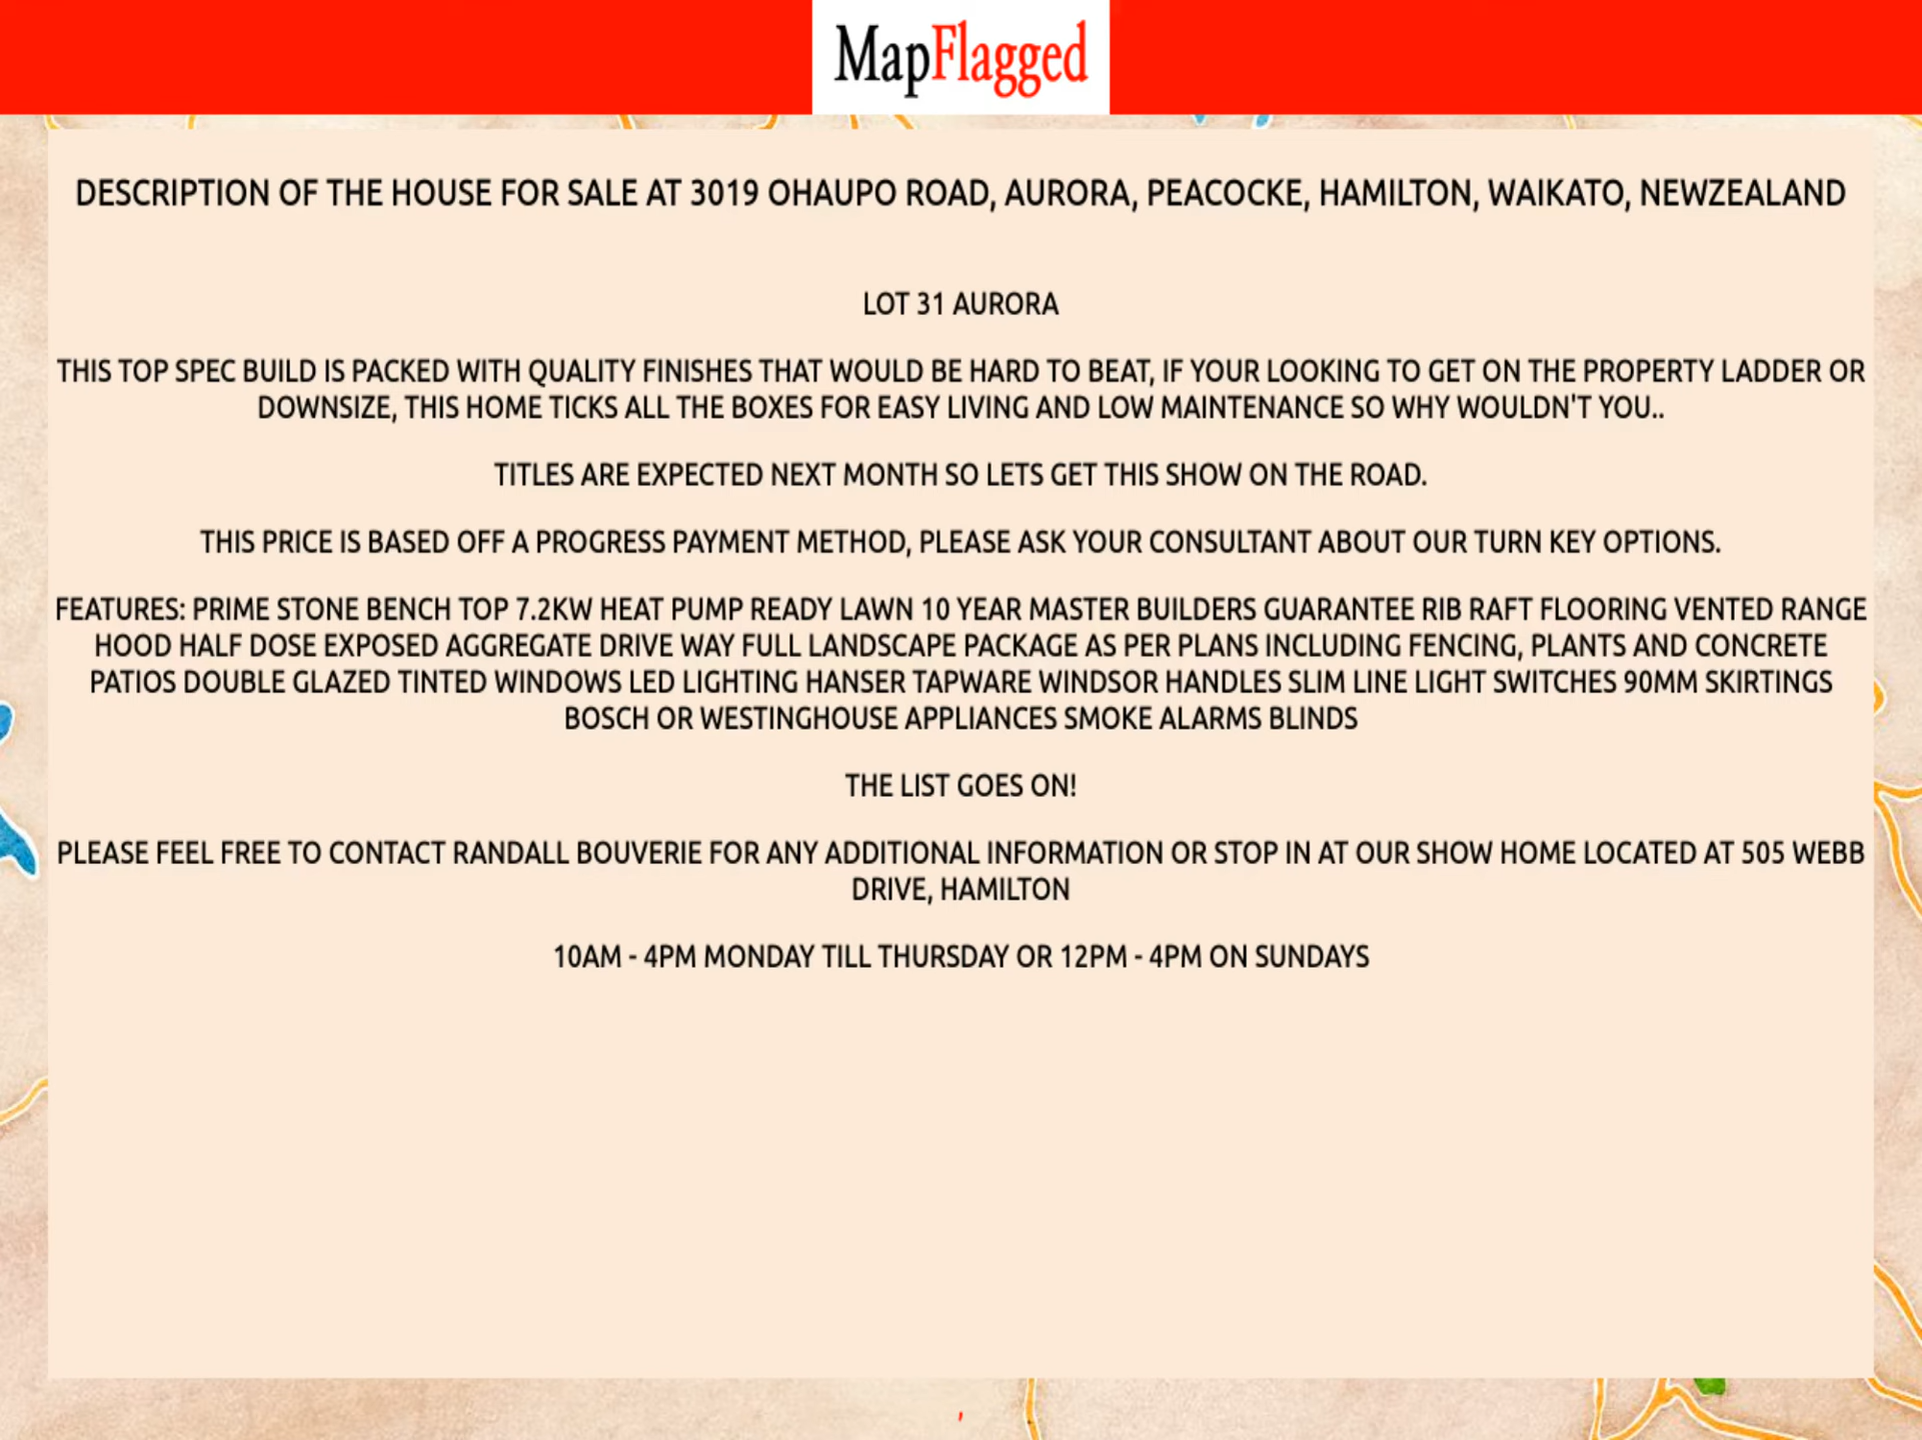 MapFlagged
DESCRIPTION OF THE HOUSE FOR SALE AT 3019 OHAUPO ROAD, AURORA, PEACOCKE, HAMILTON, WAIKATO, NEWZEALAND
LOT 31 AURORA
THIS TOP SPEC BUILD IS PACKED WITH QUALITY FINISHES THAT WOULD BE HARD TO BEAT, IF YOUR LOOKING TO GET ON THE PROPERTY LADDER OR
DOWNSIZE, THIS HOME TICKS ALL THE BOXES FOR EASY LIVING AND LOW MAINTENANCE SO WHY WOULDN'T YOU..
TITLES ARE EXPECTED NEXT MONTH SO LETS GET THIS SHOW ON THE ROAD.
THIS PRICE IS BASED OFF A PROGRESS PAYMENT METHOD, PLEASE ASK YOUR CONSULTANT ABOUT OUR TURN KEY OPTIONS.
FEATURES: PRIME STONE BENCH TOP 7.2KW HEAT PUMP READY LAWN 10 YEAR MASTER BUILDERS GUARANTEE RIB RAFT FLOORING VENTED RANGE
HOOD HALF DOSE EXPOSED AGGREGATE DRIVE WAY FULL LANDSCAPE PACKAGE AS PER PLANS INCLUDING FENCING, PLANTS AND CONCRETE
PATIOS DOUBLE GLAZED TINTED WINDOWS LED LIGHTING HANSER TAPWARE WINDSOR HANDLES SLIM LINE LIGHT SWITCHES 90MM SKIRTINGS
BOSCH OR WESTINGHOUSE APPLIANCES SMOKE ALARMS BLINDS
THE LIST GOES ON!
PLEASE FEEL FREE TO CONTACT RANDALL BOUVERIE FOR ANY ADDITIONAL INFORMATION OR STOP IN AT OUR SHOW HOME LOCATED AT 505 WEBB
DRIVE, HAMILTON
10AM - 4PM MONDAY TILL THURSDAY OR 12PM - 4PM ON SUNDAYS
,